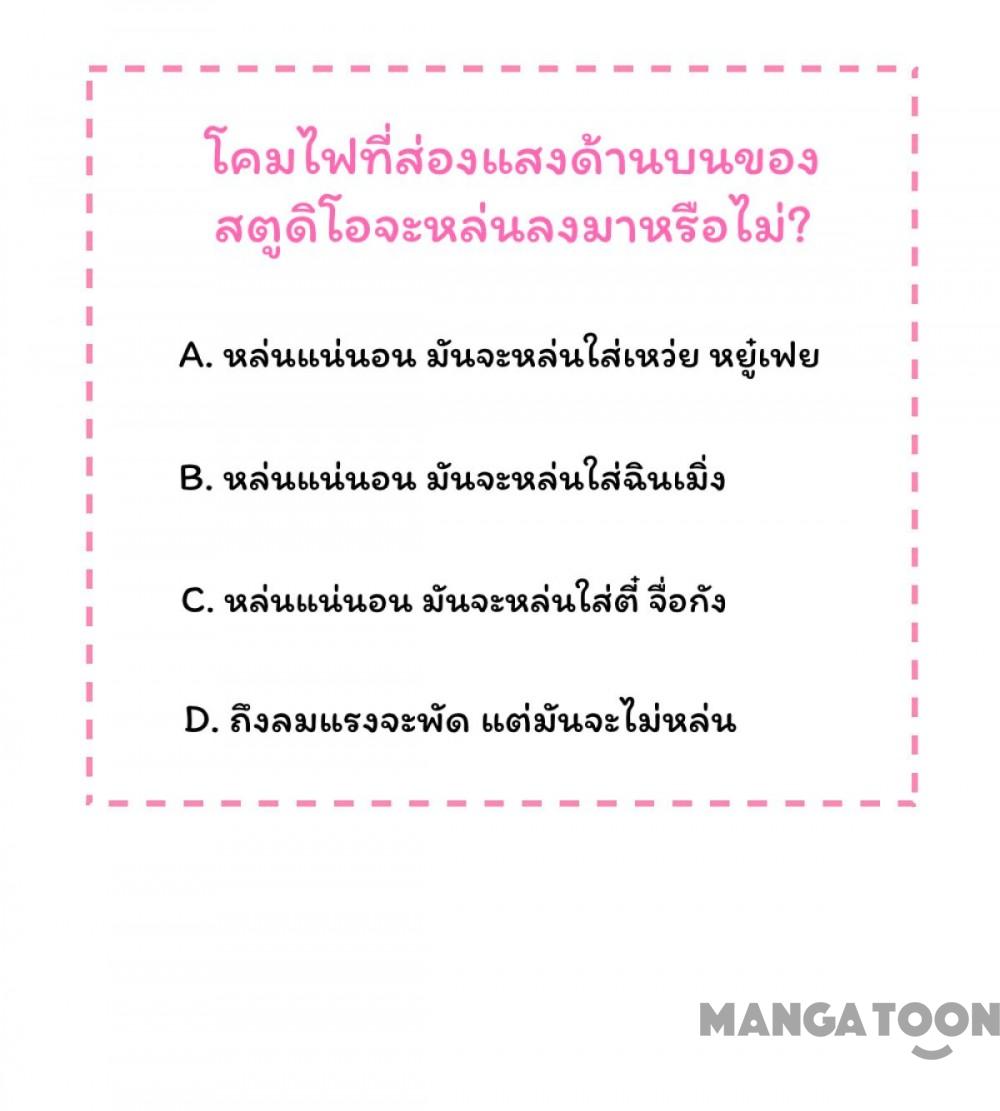 โคมไฟที่ส่องแสงด้านบนของ
สตูดิโอจะหล่นลงมาหรือไม่?
A. หล่นแน่นอน มันจะหล่นใส่เหว่ย หยู๋เฟย
B. หล่นแน่นอน มันจะหล่นใส่ฉินเมิ่ง
C. หล่นแน่นอน มันจะหล่นใส่ตี๋ จื่อกัง
D. ถึงลมแรงจะพัด แต่มันจะไม่หล่น
MANGATOON